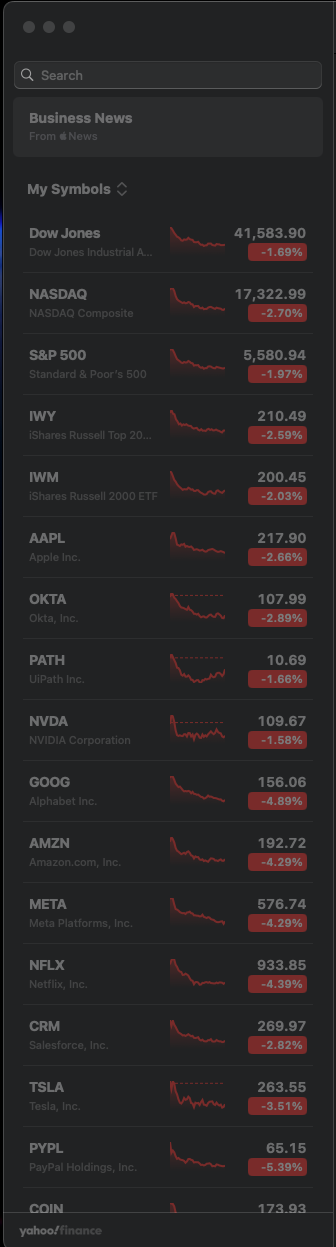 Search
Business News
From News
My Symbols
Dow Jones 41,583.90
Dow Jones Industrial A... -1.69%
NASDAQ 17,322.99
NASDAQ Composite -2.70%
S&P 500 5,580.94
Standard & Poor's 500 -1.97%
IWY 210.49
iShares Russell Top 20... -2.59%
IWM 200.45
iShares Russell 2000 ETF -2.03%
AAPL 217.90
Apple Inc. -2.66%
OKTA 107.99
Okta, Inc. -2.89%
PATH 10.69
UiPath Inc. -1.66%
NVDA 109.67
NVIDIA Corporation -1.58%
GOOG 156.06
Alphabet Inc. -4.89%
AMZN 192.72
Amazon.com, Inc. -4.29%
META 576.74
Meta Platforms, Inc. -4.29%
NFLX 933.85
Netflix, Inc. -4.39%
CRM 269.97
Salesforce, Inc. -2.82%
TSLA 263.55
Tesla, Inc. -3.51%
PYPL 65.15
PayPal Holdings, Inc. -5.39%
COIN 173.93
yahoo!finance